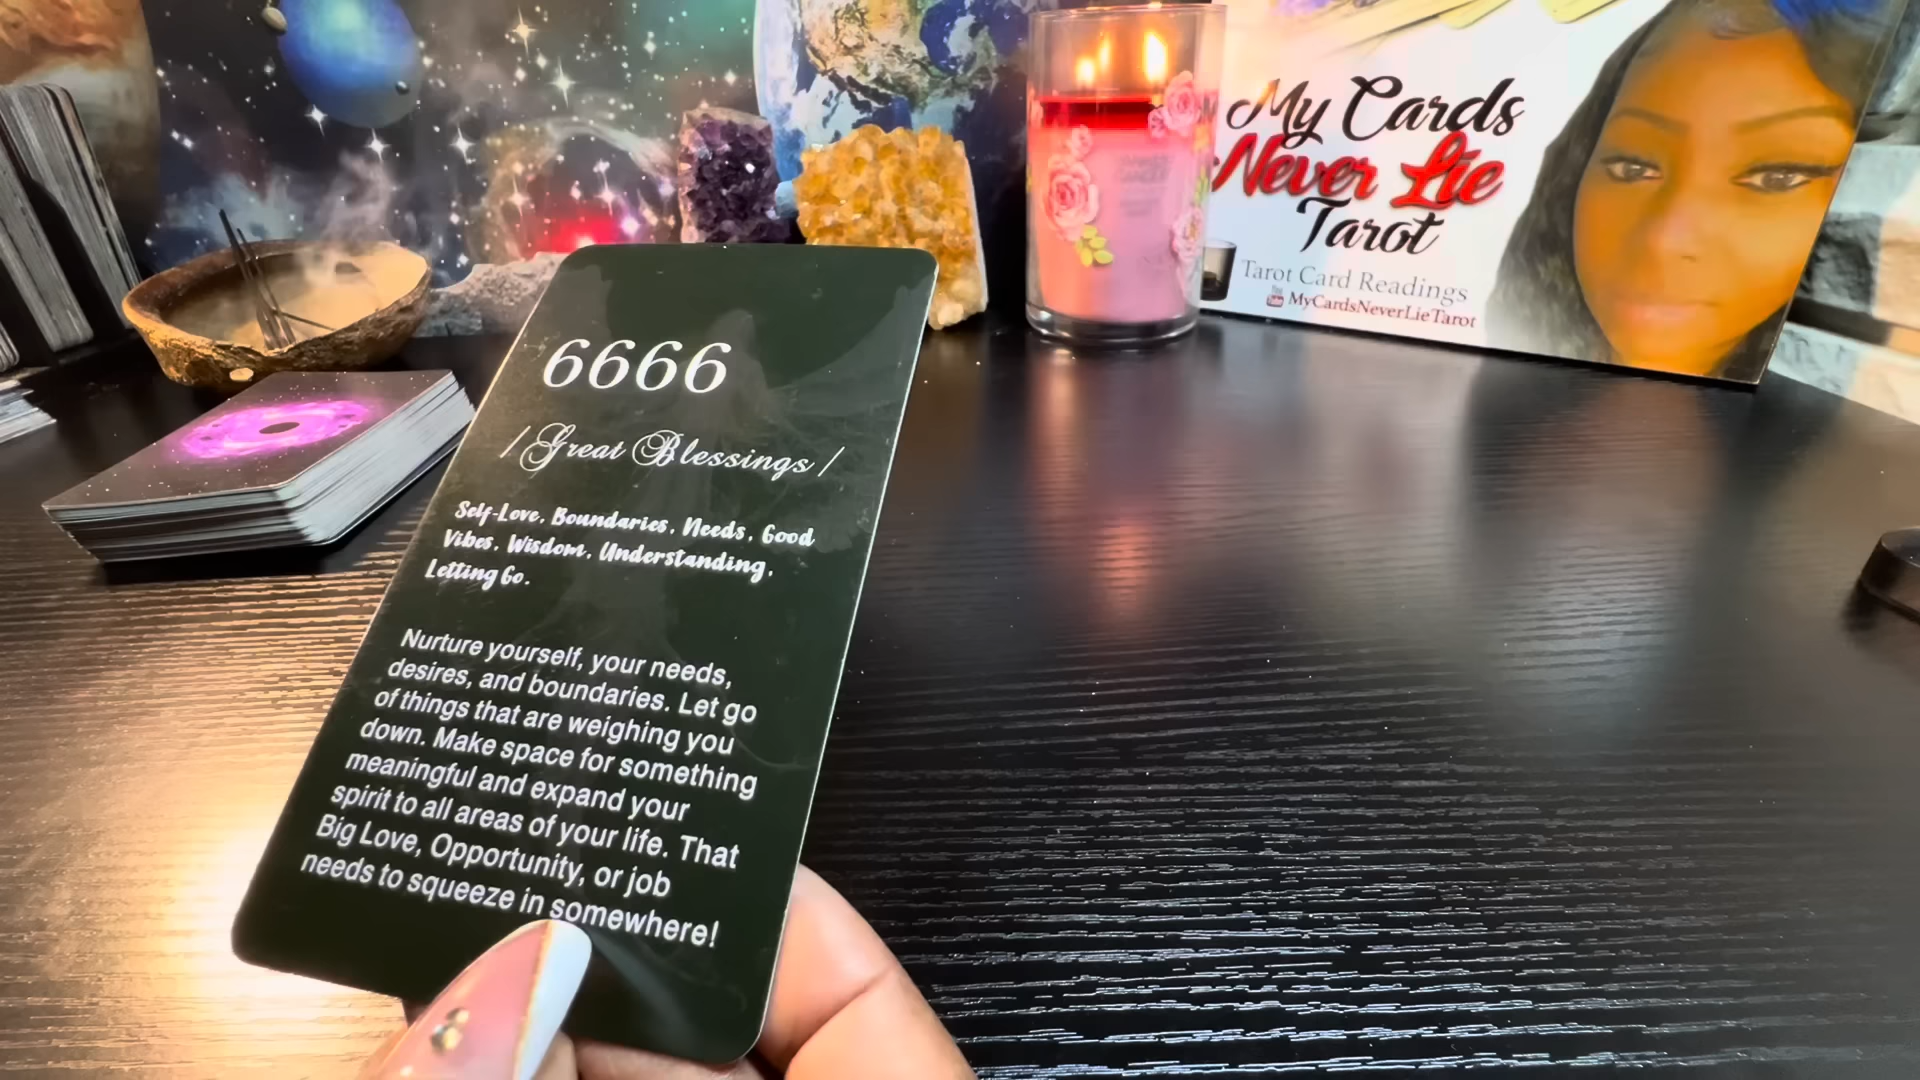 6666
/Great Blessings/
Self-Love, Boundaries, Needs, Good
Vibes, Wisdom, Understanding,
Letting Go.
Nurture yourself, your needs,
desires, and boundaries. Let go
of things that are weighing you
down. Make space for something
meaningful and expand your
spirit to all areas of your life. That
Big Love, Opportunity, or job
needs to squeeze in somewhere!
My Cards
Never Lie
Tarot
Tarot Card Readings
MyCardsNeverLieTarot